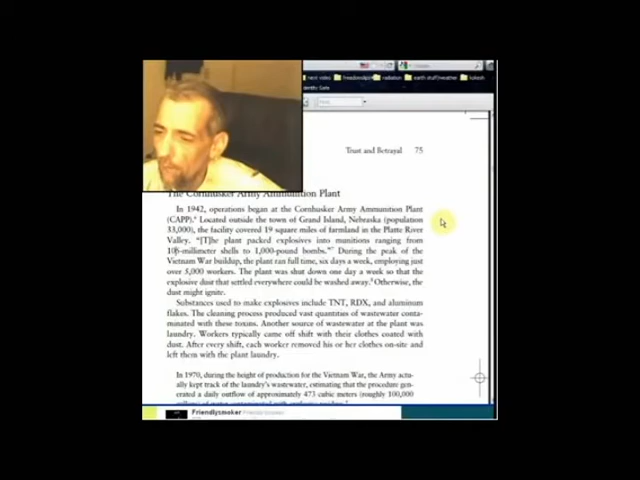 next video freedomslips radiation earth stuff/weather kokesh
Identity Safe
Trust and Betrayal 75
The Cornhusker Army Ammunition Plant
In 1942, operations began at the Cornhusker Army Ammunition Plant
(CAPP). Located outside the town of Grand Island, Nebraska (population
33,000), the facility covered 19 square miles of farmland in the Platte River
Valley. “[T]he plant packed explosives into munitions ranging from
-millimeter shells to 1,000-pound bombs.” During the peak of the
Vietnam War buildup, the plant ran full time, six days a week, employing just
over 5,000 workers. The plant was shut down one day a week so that the
explosive dust that settled everywhere could be washed away. Otherwise, the
dust might ignite.
Substances used to make explosives include TNT, RDX, and aluminum
flakes. The cleaning process produced vast quantities of wastewater conta-
minated with these toxins. Another source of wastewater at the plant was
laundry. Workers typically came off shift with their clothes coated with
dust. After every shift, each worker removed his or her clothes on-site and
left them with the plant laundry.
In 1970, during the height of production for the Vietnam War, the Army actu-
ally kept track of the laundry's wastewater, estimating that the procedure gen-
erated a daily outflow of approximately 473 cubic meters (roughly 100,000
Friendlysmoker